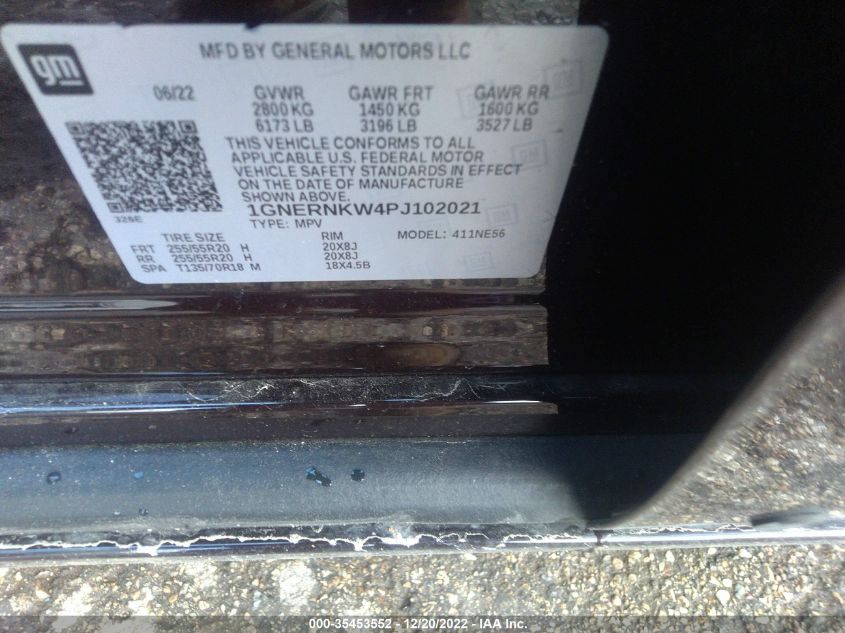 gm
MFD BY GENERAL MOTORS LLC
06/22 GVWR GAWR FRT GAWR RR
2800 KG 1450 KG 1600 KG
6173 LB 3196 LB 3527 LB
THIS VEHICLE CONFORMS TO ALL
APPLICABLE U.S. FEDERAL MOTOR
VEHICLE SAFETY STANDARDS IN EFFECT
ON THE DATE OF MANUFACTURE
SHOWN ABOVE.
326E
1GNERNKW4PJ102021
TYPE: MPV MODEL: 411NE56
TIRE SIZE RIM
FRT 255/55R20 H 20X8J
RR 255/55R20 H 20X8J
SPA T135/70R18 M 18X4.5B
000-35453552 - 12/20/2022 - IAA Inc.